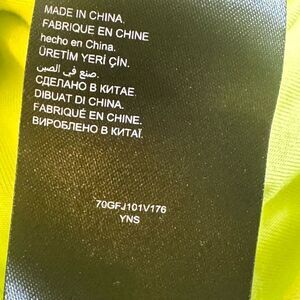 MADE IN CHINA.
FABRIQUE EN CHINE
hecho en China.
ÜRETİM YERİ ÇİN.
صنع في الصين.
СДЕЛАНО В КИТАЕ.
DIBUAT DI CHINA.
FABRIQUÉ EN CHINE.
ВИРОБЛЕНО В КИТАЇ.
70GFJ101V176
YNS